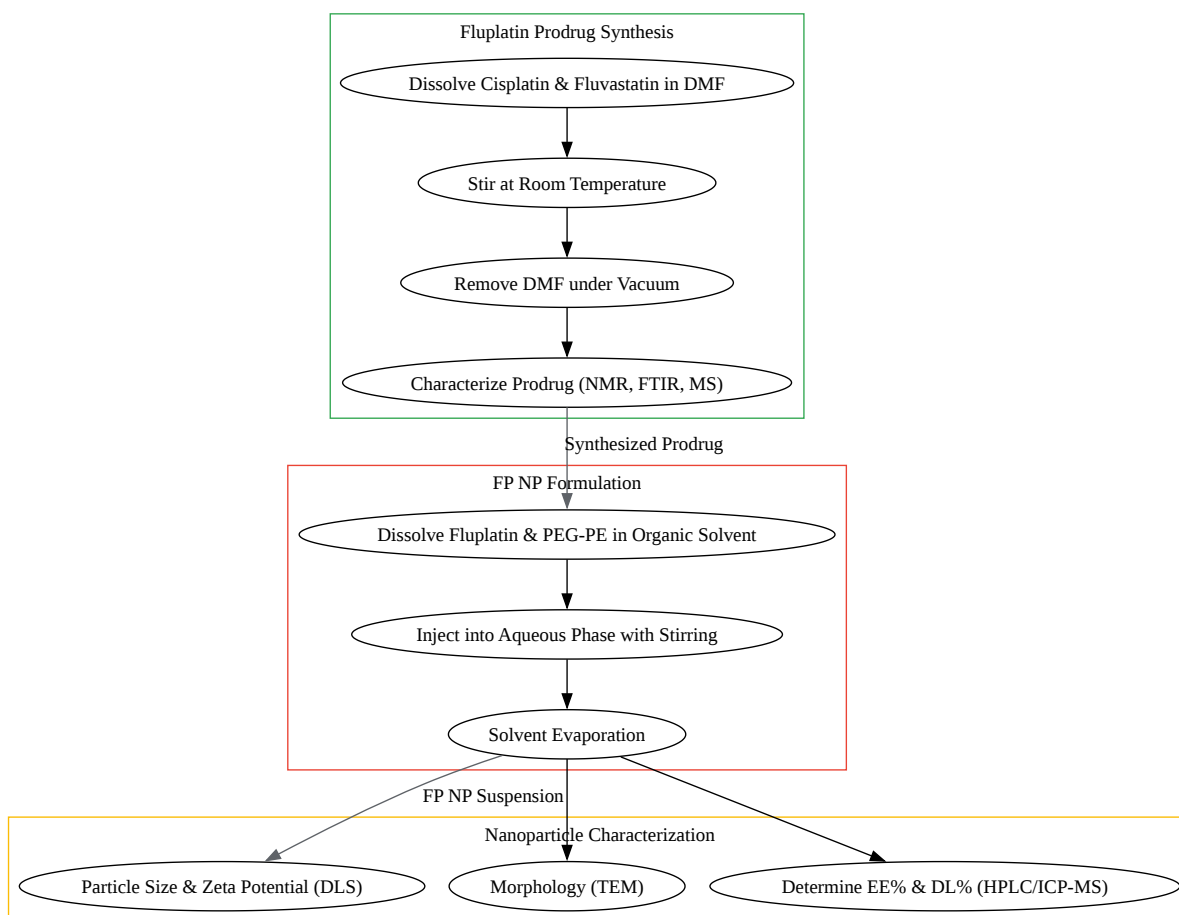 Fluplatin Prodrug Synthesis
Dissolve Cisplatin & Fluvastatin in DMF
Stir at Room Temperature
Remove DMF under Vacuum
Characterize Prodrug (NMR, FTIR, MS)
Synthesized Prodrug
FP NP Formulation
Dissolve Fluplatin & PEG-PE in Organic Solvent
Inject into Aqueous Phase with Stirring
Solvent Evaporation
FP NP Suspension
Nanoparticle Characterization
Particle Size & Zeta Potential (DLS)
Morphology (TEM)
Determine EE% & DL% (HPLC/ICP-MS)